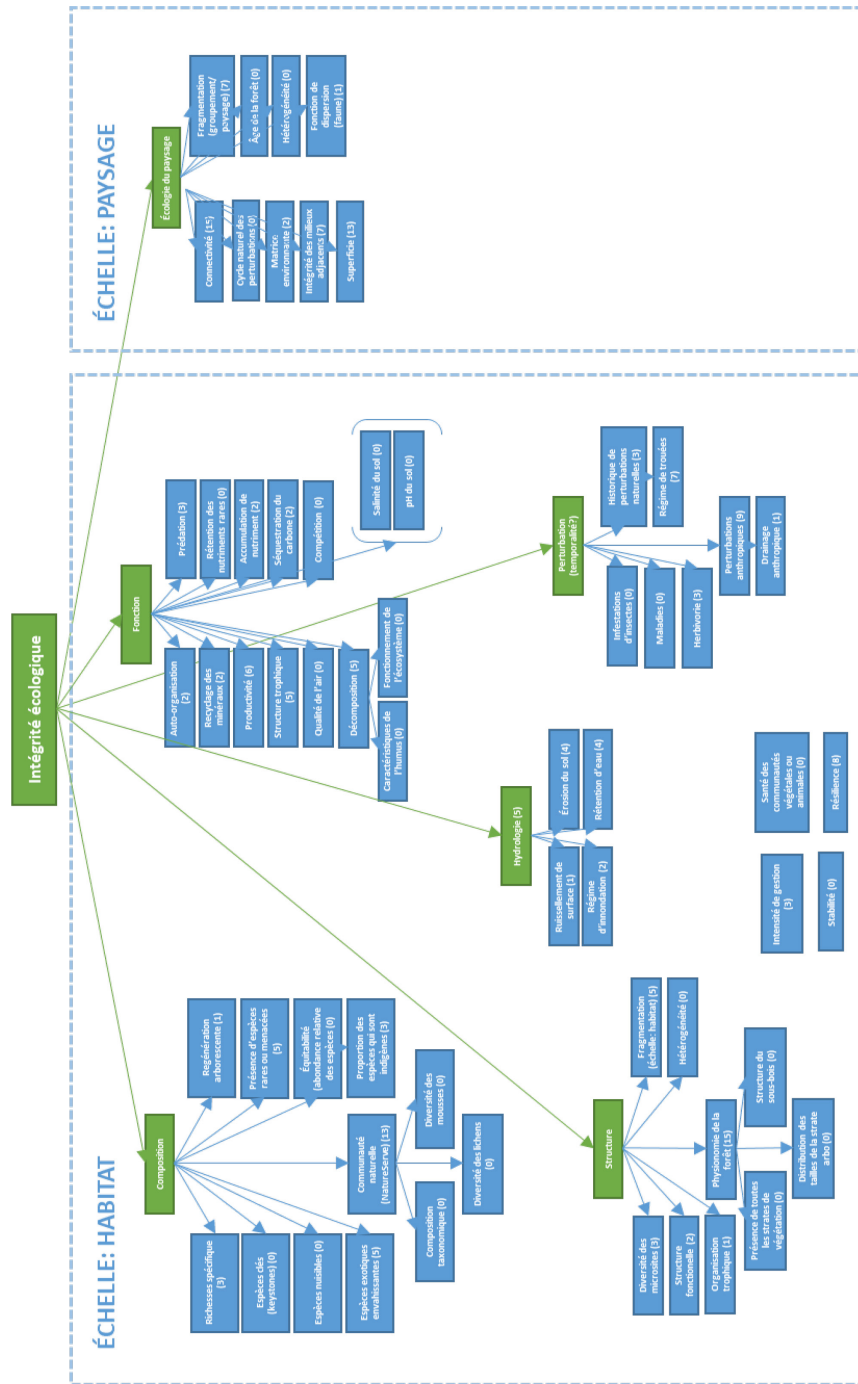 Intégrité écologique
ÉCHELLE: HABITAT
Composition
Richesses spécifique
(3)
Espèces clés
(keystones) (0)
Espèces nuisibles (0)
Espèces exotiques
envahissantes (5)
Regénération
arborescente (1)
Présence d'espèces
rares ou menacées
(5)
Équitabilité
(abondance relative
des espèces (0)
Proportion des
espèces qui sont
indigènes (3)
Communauté
naturelle
(NatureServe) (13)
Composition
taxonomique (0)
Diversité des
mousses (0)
Diversité des lichens
(0)
Fonction
Auto-organisation
(2)
Recyclage des
minéraux (2)
Productivité (6)
Structure trophique
(5)
Qualité de l'air (0)
Décomposition (5)
Caractéristiques de
l'humus (0)
Fonctionnement de
l'écosystème (0)
Prédation (3)
Rétention des
nutriments rares (0)
Accumulation de
nutriment (2)
Séquestration du
carbone (2)
Compétition (0)
Salinité du sol (0)
pH du sol (0)
Structure
Diversité des
microsites (3)
Structure
fonctionelle (2)
Organisation
trophique (1)
Fragmentation
(échelle: habitat) (5)
Hétérogénéité (0)
Physionomie de la
forêt (15)
Présence de toutes
les strates de
végétation (0)
Structure du
sous-bois (0)
Distribution des
tailles de la strate
arbo (0)
Hydrologie (5)
Ruissellement de
surface (1)
Régime
d'innondation (2)
Érosion du sol (4)
Rétention d'eau (4)
Perturbation
(temporalité?)
Infestations
d'insectes (0)
Maladies (0)
Herbivorie (3)
Historique de
perturbations
naturelles (3)
Régime de trouées
(7)
Perturbations
anthropiques (9)
Drainage
anthropique (1)
Intensité de gestion
(3)
Stabilité (0)
Santé des
communautés
végétales ou
animales (0)
Résilience (8)
ÉCHELLE: PAYSAGE
Écologie du paysage
Connectivité (15)
Cycle naturel des
perturbations (0)
Matrice
environnante (2)
Intégrité des milieux
adjacents (7)
Superficie (13)
Fragmentation
(groupement/
paysage) (7)
Âge de la forêt (0)
Hétérogénéité (0)
Fonction de
dispersion
(faune) (1)